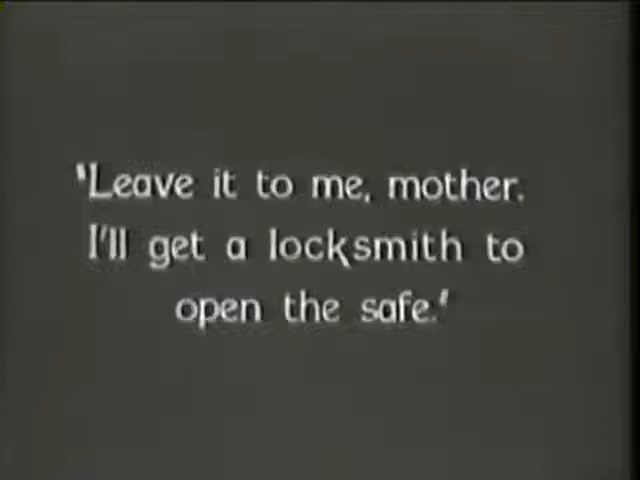 'Leave it to me, mother.
I'll get a locksmith to
open the safe.'